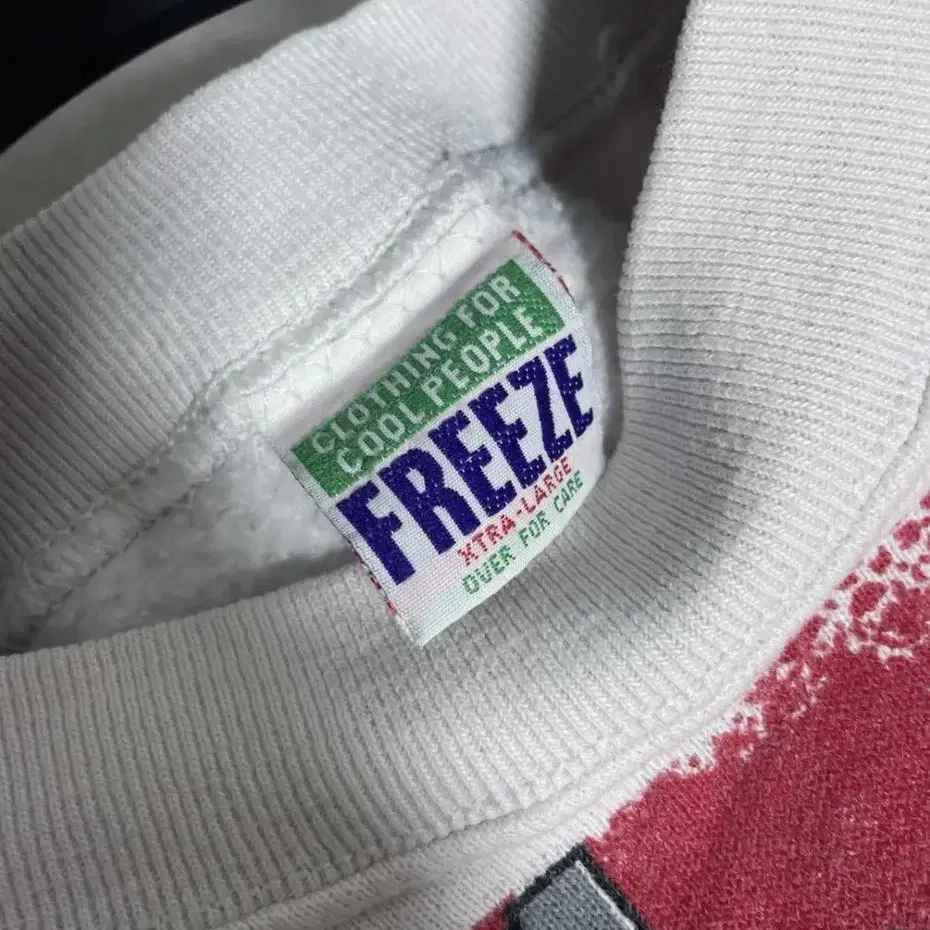 CLOTHING FOR
COOL PEOPLE
FREEZE
XTRA-LARGE
OVER FOR CARE